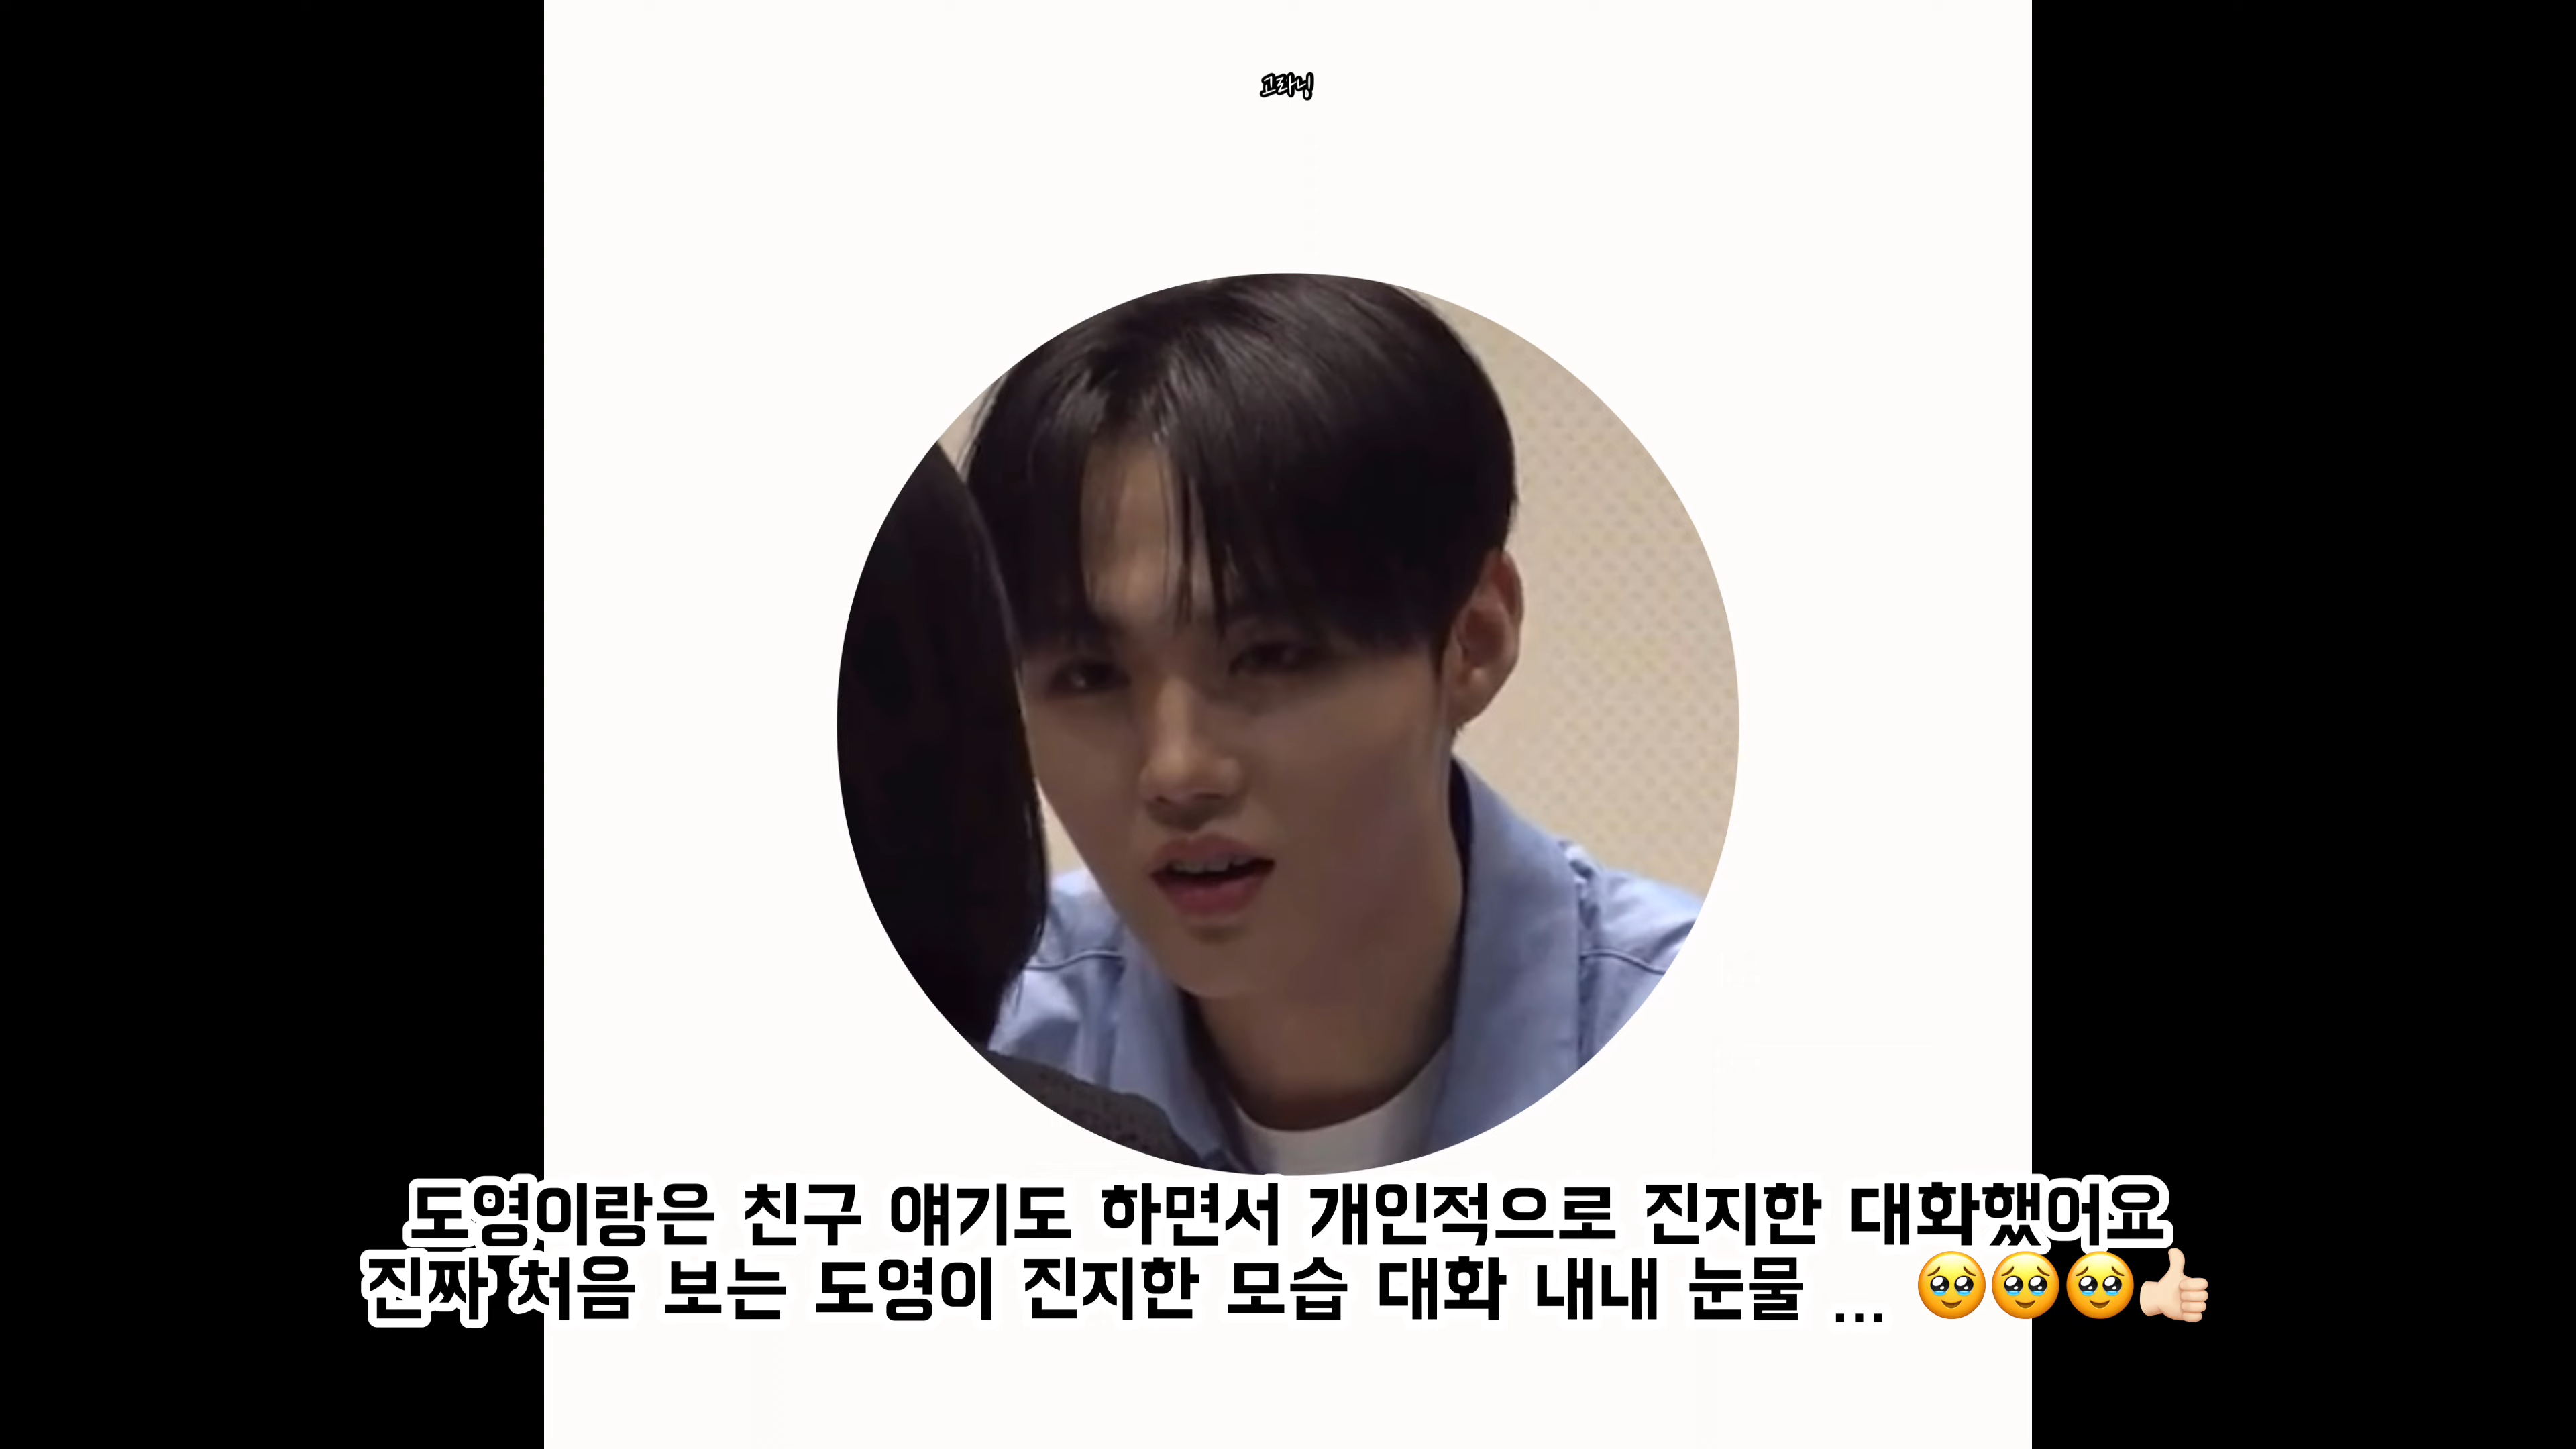 고라닝
도영이랑은 친구 얘기도 하면서 개인적으로 진지한 대화했어요
진짜 처음 보는 도영이 진지한 모습 대화 내내 눈물 ... 🥹🥹🥹👍🏻